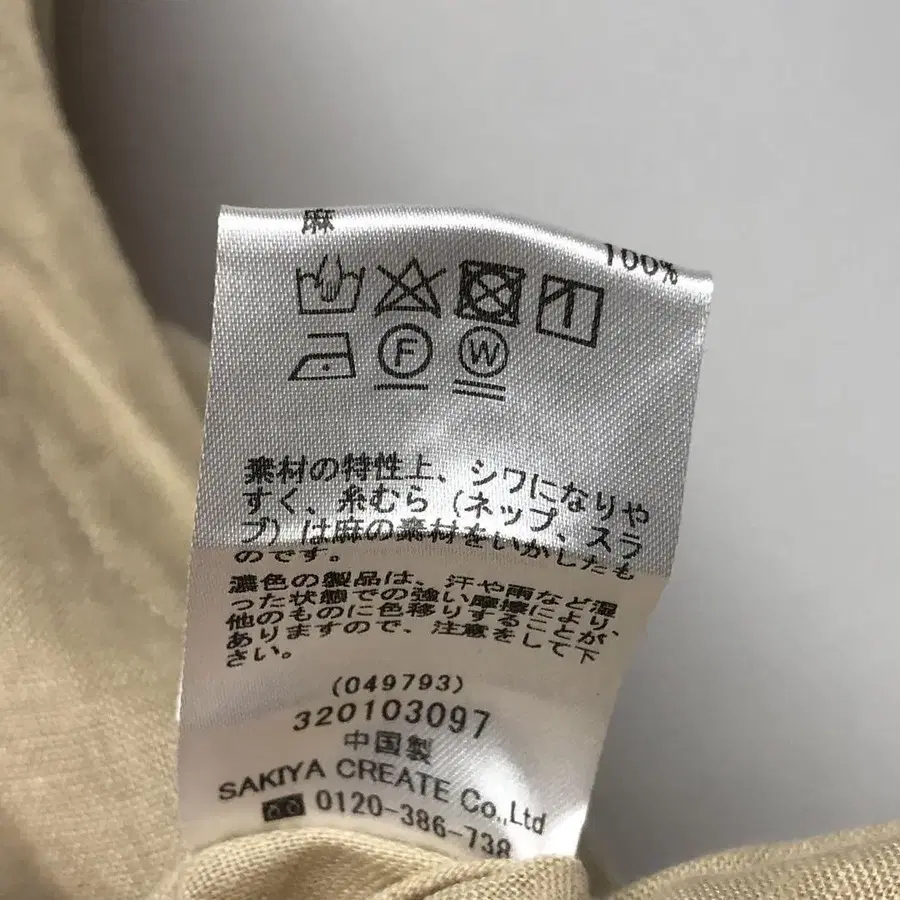 麻 100%
F W
素材の特性上、シワになりや
すく、糸むら（ネップ、スラ
ブ）は麻の素材をいかしたも
のです。
濃色の製品は、汗や雨など湿
った状態での強い摩擦により、
他のものに色移りすることが
ありますので、注意をして下
さい。
(049793)
320103097
中国製
SAKIYA CREATE Co.,Ltd
0120-386-738